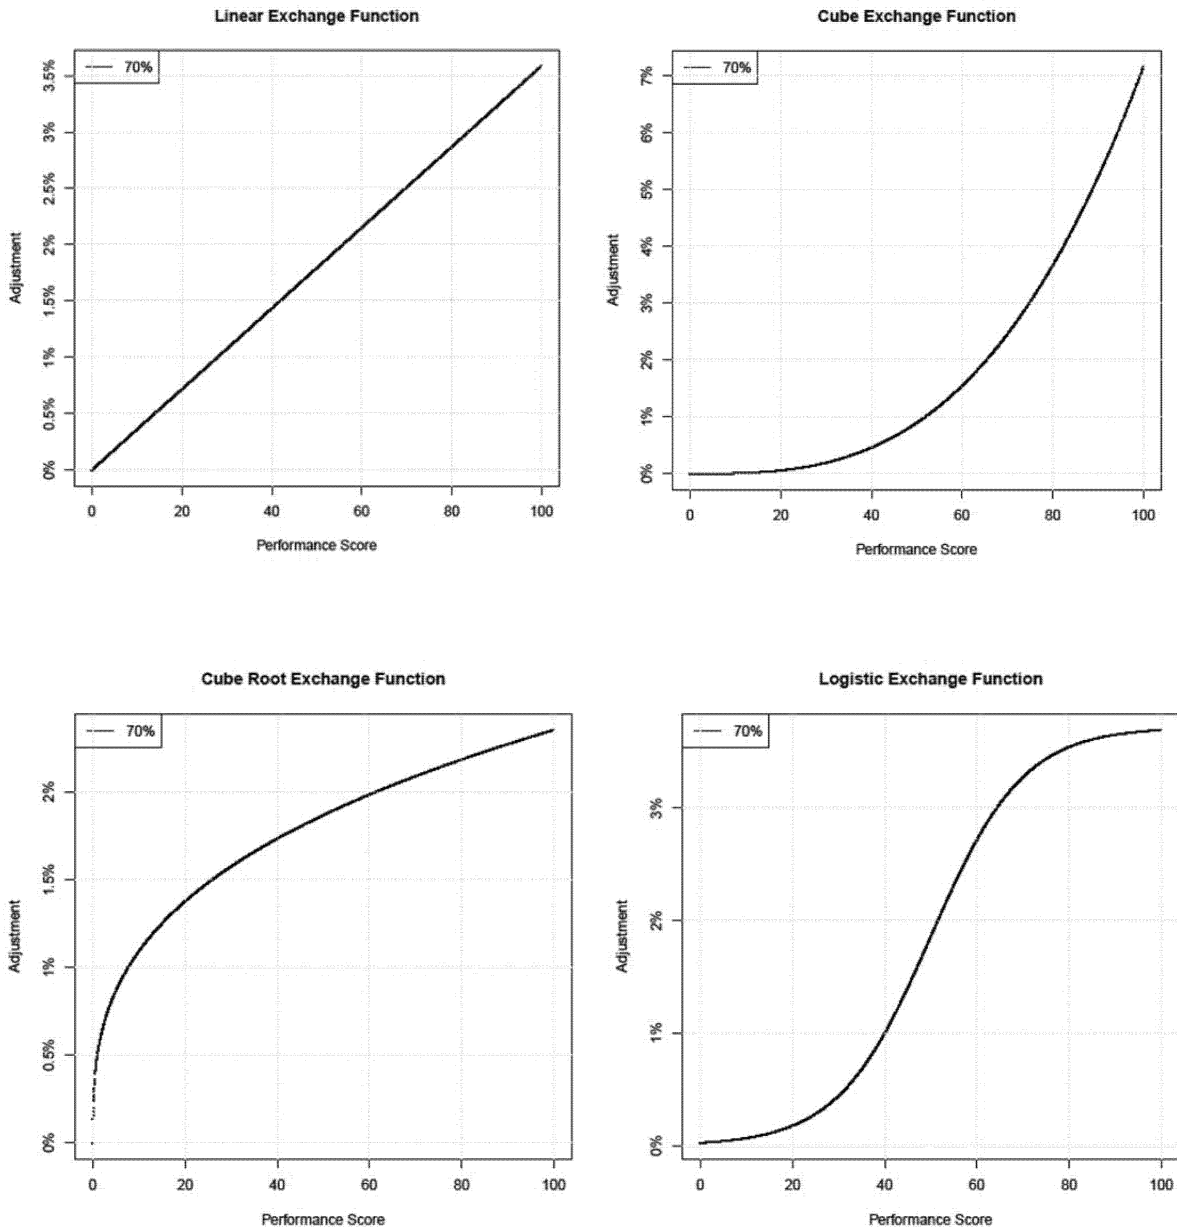 Linear Exchange Function
70%
3.5%
3%
2.5%
2%
1.5%
1%
0.5%
0%
Adjustment
0 20 40 60 80 100
Performance Score
Cube Exchange Function
70%
7%
6%
5%
4%
3%
2%
1%
0%
Adjustment
0 20 40 60 80 100
Performance Score
Cube Root Exchange Function
70%
2%
1.5%
1%
0.5%
0%
Adjustment
0 20 40 60 80 100
Performance Score
Logistic Exchange Function
70%
3%
2%
1%
0%
Adjustment
0 20 40 60 80 100
Performance Score